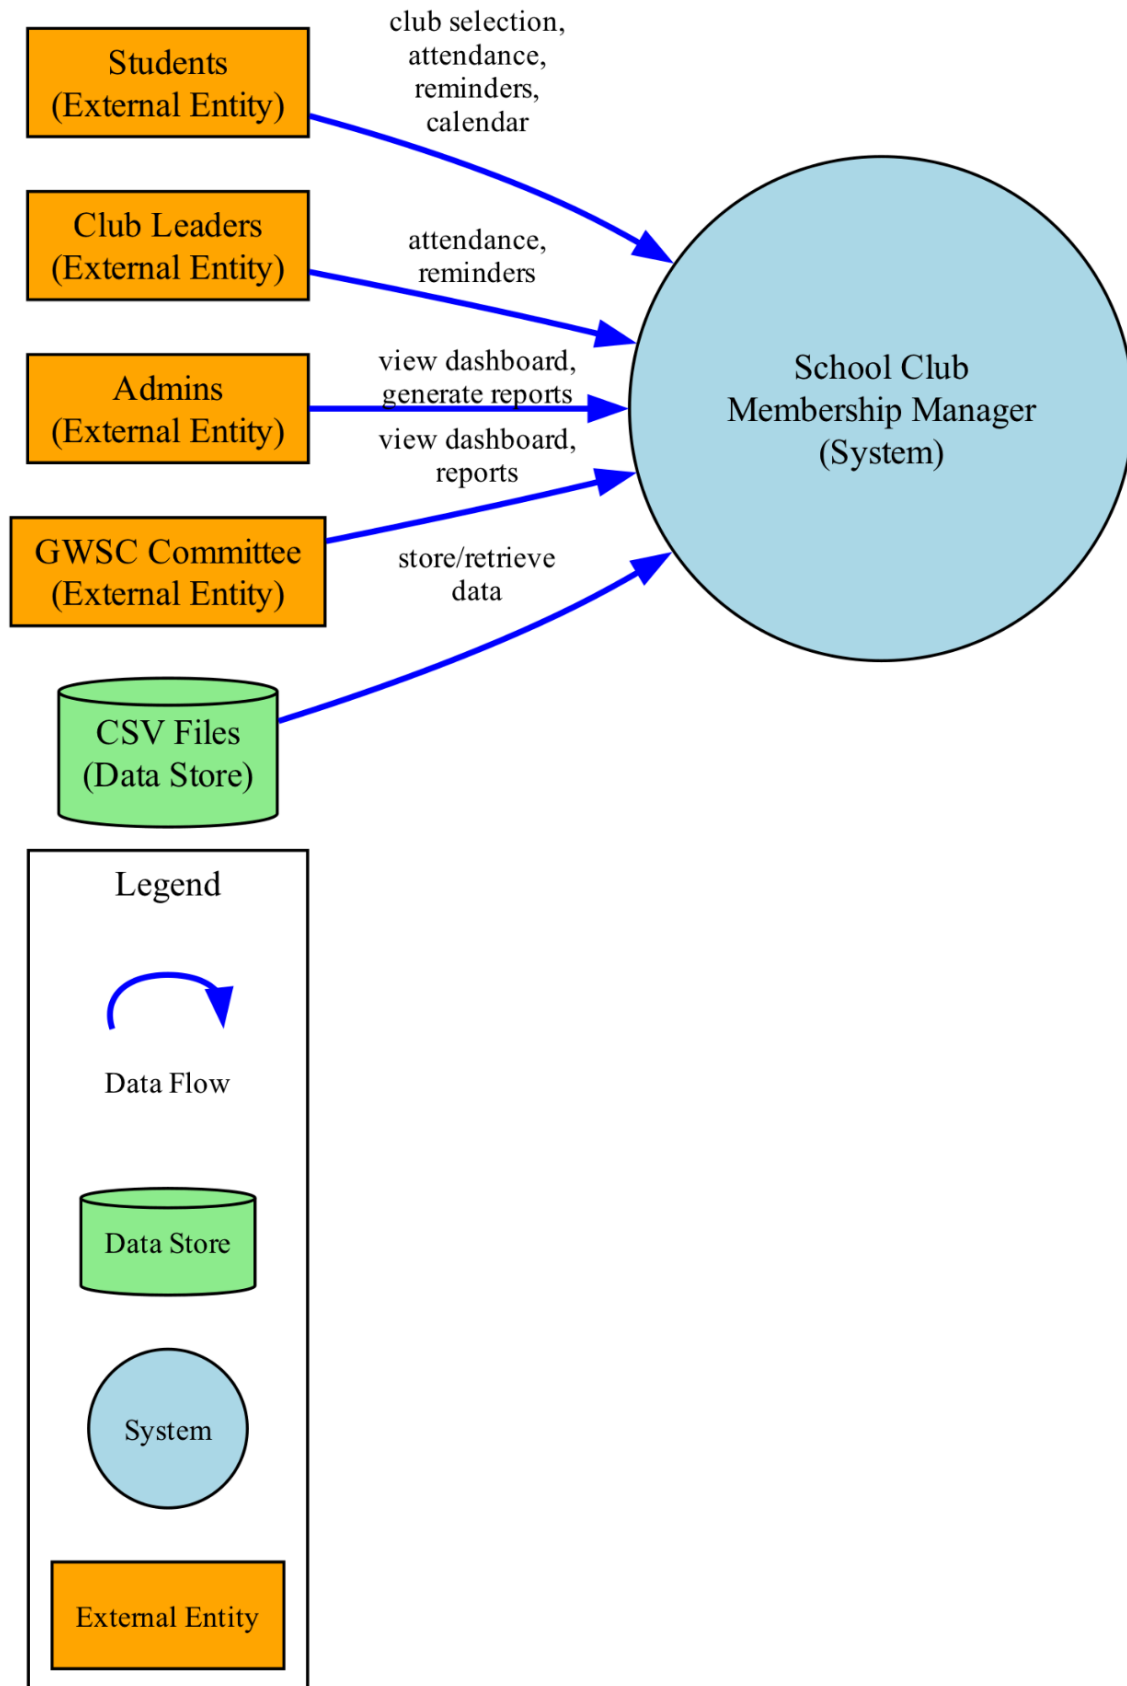 Students
(External Entity)
club selection,
attendance,
reminders,
calendar
Club Leaders
(External Entity)
attendance,
reminders
Admins
(External Entity)
view dashboard,
generate reports
GWSC Committee
(External Entity)
view dashboard,
reports
CSV Files
(Data Store)
store/retrieve
data
School Club
Membership Manager
(System)
Legend
Data Flow
Data Store
System
External Entity